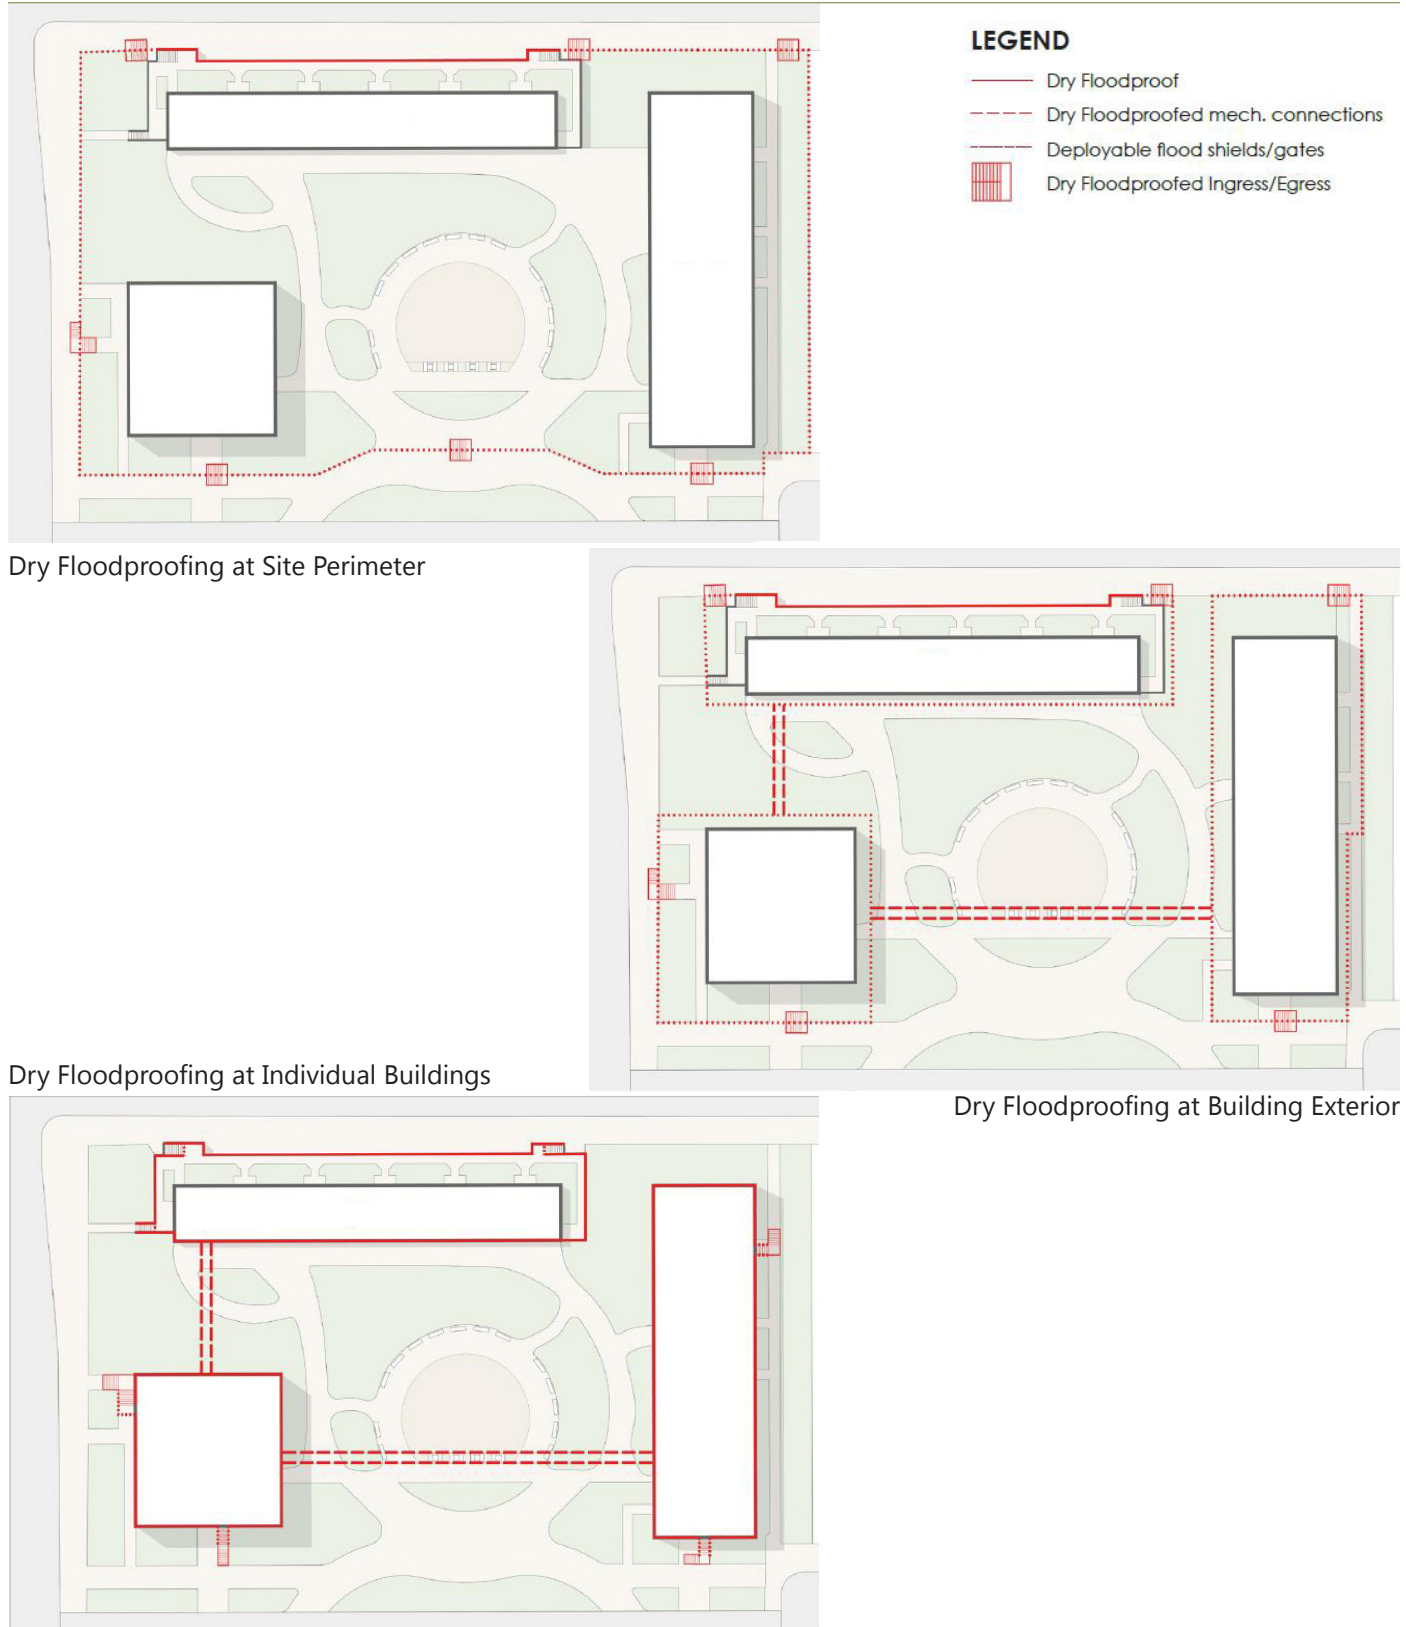 LEGEND
Dry Floodproof
Dry Floodproofed mech. connections
Deployable flood shields/gates
Dry Floodproofed Ingress/Egress
Dry Floodproofing at Site Perimeter
Dry Floodproofing at Individual Buildings
Dry Floodproofing at Building Exterior